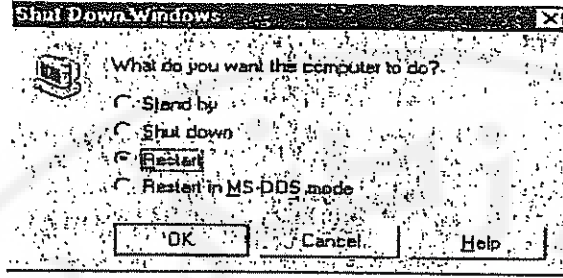 Shut Down Windows
What do you want the computer to do?
Stand by
Shut down
Restart
Restart in MS-DOS mode
OK Cancel Help